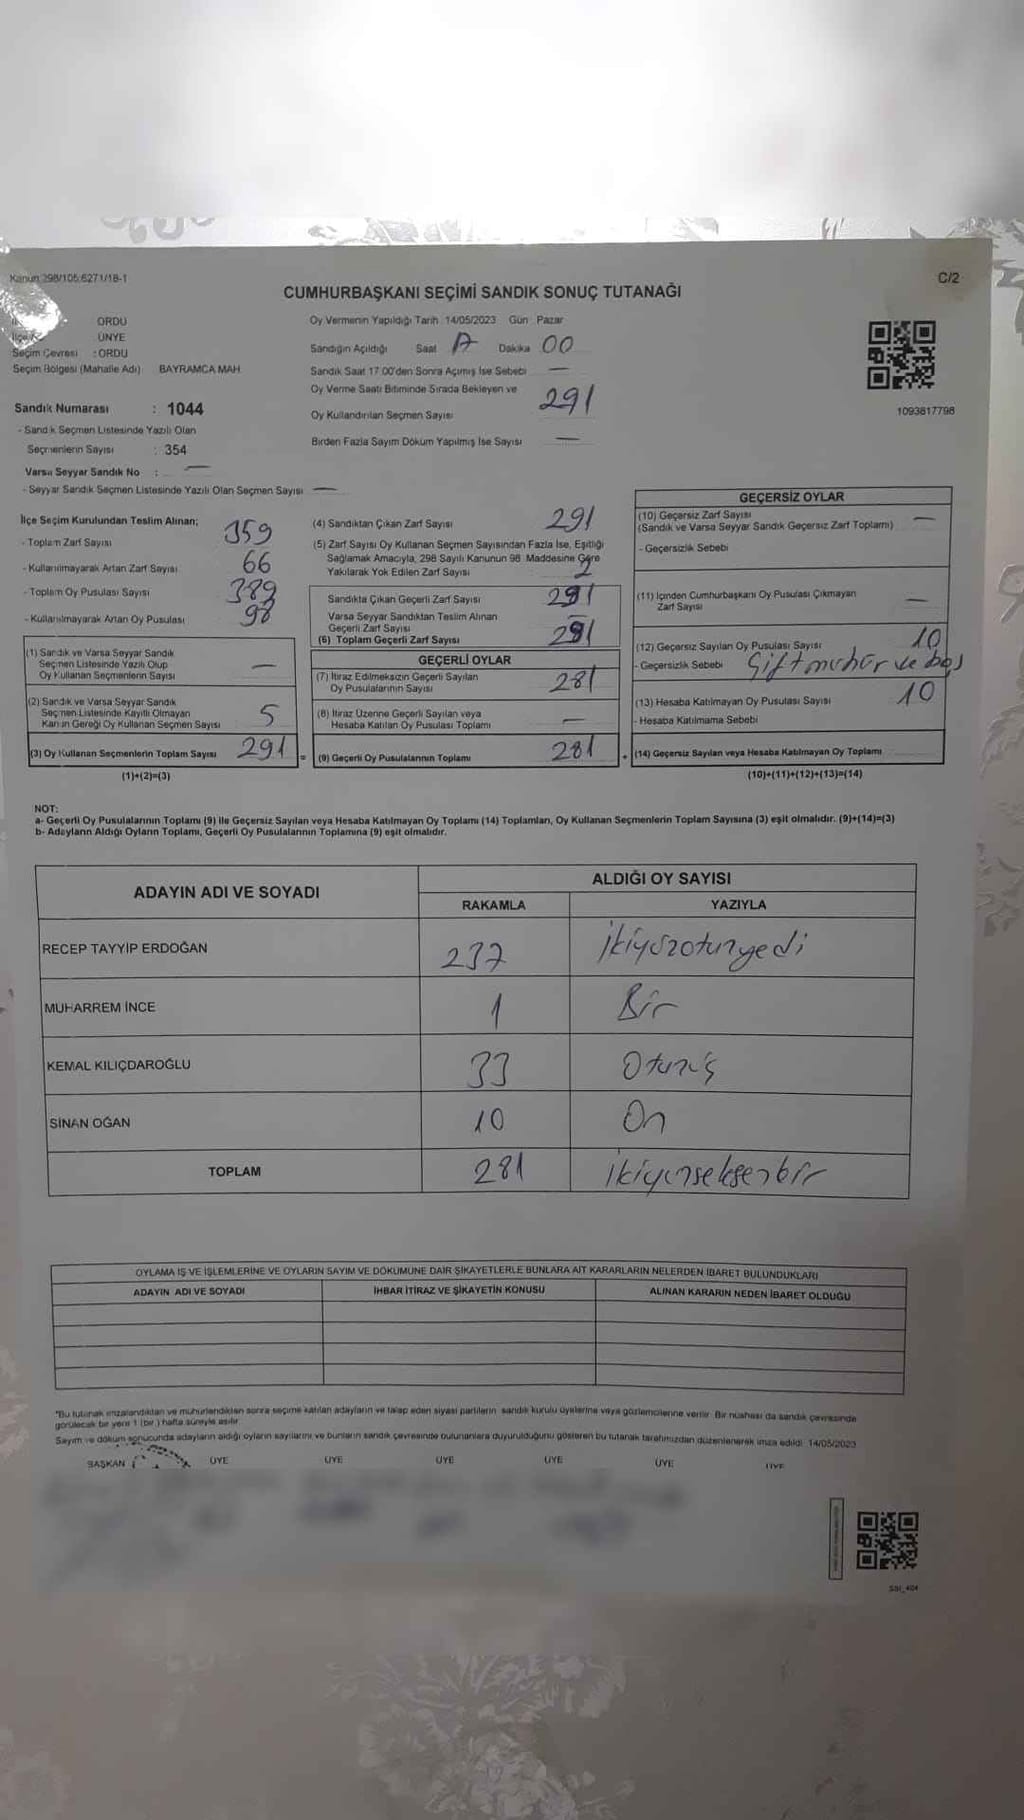 Kanun 298/105;6271/18-1
C/2
CUMHURBAŞKANI SEÇİMİ SANDIK SONUÇ TUTANAĞI
ORDU
ÜNYE
Seçim Çevresi : ORDU
Seçim Bölgesi (Mahalle Adı) BAYRAMCA MAH
Sandık Numarası : 1044
- Sandık Seçmen Listesinde Yazılı Olan
Seçmenlerin Sayısı : 354
Varsa Seyyar Sandık No : —
- Seyyar Sandık Seçmen Listesinde Yazılı Olan Seçmen Sayısı —
Oy Vermenin Yapıldığı Tarih 14/05/2023 Gün Pazar
Sandığın Açıldığı Saat Dakika 00
Sandık Saat 17.00'den Sonra Açımış İse Sebebi —
Oy Verme Saati Bitiminde Sırada Bekleyen ve
Oy Kullandırılan Seçmen Sayısı 291
Birden Fazla Sayım Döküm Yapılmış İse Sayısı —
1093817798
İlçe Seçim Kurulundan Teslim Alınan;
- Toplam Zarf Sayısı 359
- Kullanılmayarak Artan Zarf Sayısı 66
- Toplam Oy Pusulası Sayısı 389
- Kullanılmayarak Artan Oy Pusulası 98
(1) Sandık ve Varsa Seyyar Sandık
Seçmen Listesinde Yazılı Olup
Oy Kullanan Seçmenlerin Sayısı —
(2) Sandık ve Varsa Seyyar Sandık
Seçmen Listesinde Kayıtlı Olmayan
Kanun Gereği Oy Kullanan Seçmen Sayısı 5
(3) Oy Kullanan Seçmenlerin Toplam Sayısı 291 =
(1)+(2)=(3)
(4) Sandıktan Çıkan Zarf Sayısı 291
(5) Zarf Sayısı Oy Kullanan Seçmen Sayısından Fazla İse, Eşitliği
Sağlamak Amacıyla, 298 Sayılı Kanunun 98 Maddesine Göre
Yakılarak Yok Edilen Zarf Sayısı
Sandıkta Çıkan Geçerli Zarf Sayısı 291
Varsa Seyyar Sandıktan Teslim Alınan
Geçerli Zarf Sayısı —
(6) Toplam Geçerli Zarf Sayısı 291
GEÇERLİ OYLAR
(7) İtiraz Edilmeksizin Geçerli Sayılan
Oy Pusulalarının Sayısı 281
(8) İtiraz Üzerine Geçerli Sayılan veya
Hesaba Katılan Oy Pusulası Toplamı —
(9) Geçerli Oy Pusulalarının Toplamı 281 +
GEÇERSİZ OYLAR
(10) Geçersiz Zarf Sayısı —
(Sandık ve Varsa Seyyar Sandık Geçersiz Zarf Toplamı)
- Geçersizlik Sebebi
(11) İçinden Cumhurbaşkanı Oy Pusulası Çıkmayan
Zarf Sayısı —
(12) Geçersiz Sayılan Oy Pusulası Sayısı 10
- Geçersizlik Sebebi Çift mühür ve boş
(13) Hesaba Katılmayan Oy Pusulası Sayısı 10
- Hesaba Katılmama Sebebi
(14) Geçersiz Sayılan veya Hesaba Katılmayan Oy Toplamı
(10)+(11)+(12)+(13)=(14)
NOT:
a- Geçerli Oy Pusulalarının Toplamı (9) ile Geçersiz Sayılan veya Hesaba Katılmayan Oy Toplamı (14) Toplamları, Oy Kullanan Seçmenlerin Toplam Sayısına (3) eşit olmalıdır. (9)+(14)=(3)
b- Adayların Aldığı Oyların Toplamı, Geçerli Oy Pusulalarının Toplamına (9) eşit olmalıdır.
ADAYIN ADI VE SOYADI
ALDIĞI OY SAYISI
RAKAMLA YAZIYLA
RECEP TAYYİP ERDOĞAN 237 İkiyüzotuzyedi
MUHARREM İNCE 1 Bir
KEMAL KILIÇDAROĞLU 33 Otuzüç
SİNAN OĞAN 10 On
TOPLAM 281 İkiyüzseksenbir
OYLAMA İŞ VE İŞLEMLERİNE VE OYLARIN SAYIM VE DÖKÜMÜNE DAİR ŞİKAYETLERLE BUNLARA AİT KARARLARIN NELERDEN İBARET BULUNDUKLARI
ADAYIN ADI VE SOYADI İHBAR İTİRAZ VE ŞİKAYETİN KONUSU ALINAN KARARIN NEDEN İBARET OLDUĞU
"Bu tutanak imzalandıktan ve mühürlendikten sonra seçime katılan adayların ve talep eden siyasi partilerin sandık kurulu üyelerine veya gözlemcilerine verilir. Bir nüshası da sandık çevresinde
görülecek bir yere 1 (bir) hafta süreyle asılır
Sayım ve döküm sonucunda adayların aldığı oyların sayılarını ve bunların sandık çevresinde bulunanlara duyurulduğunu gösteren bu tutanak tarafımızdan düzenlenerek imza edildi. 14/05/2023
BAŞKAN ÜYE ÜYE ÜYE ÜYE ÜYE ÜYE